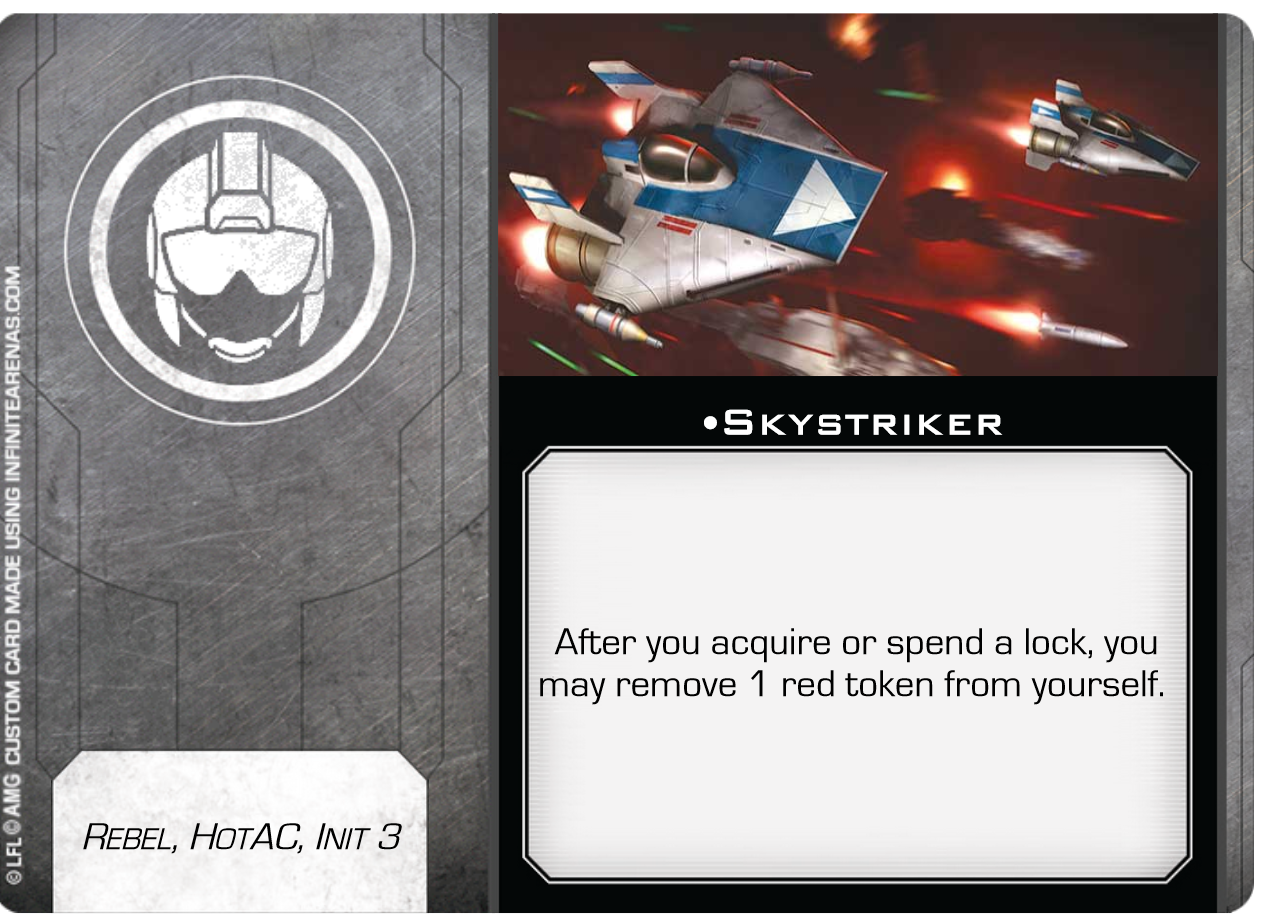 •Skystriker
After you acquire or spend a lock, you
may remove 1 red token from yourself.
Rebel, HotAC, Init 3
©LFL ©AMG CUSTOM CARD MADE USING INFINITEARENAS.COM